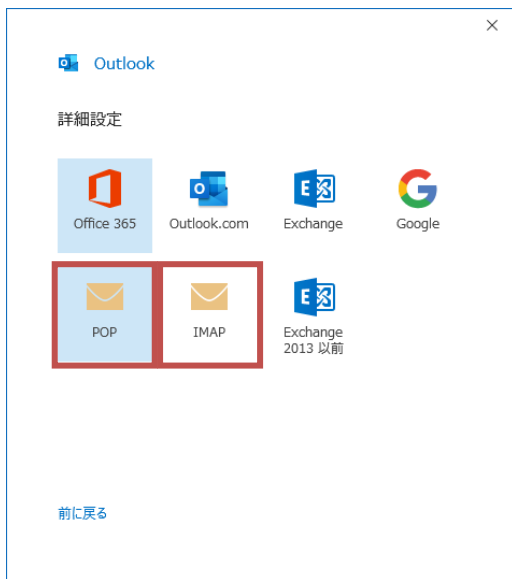 Outlook
詳細設定
Office 365
Outlook.com
Exchange
Google
POP
IMAP
Exchange
2013 以前
前に戻る